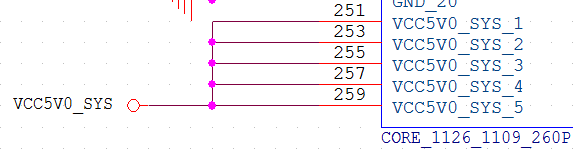 GND_20
251 VCC5V0_SYS_1
253 VCC5V0_SYS_2
255 VCC5V0_SYS_3
257 VCC5V0_SYS_4
VCC5V0_SYS 259 VCC5V0_SYS_5
CORE_1126_1109_260P